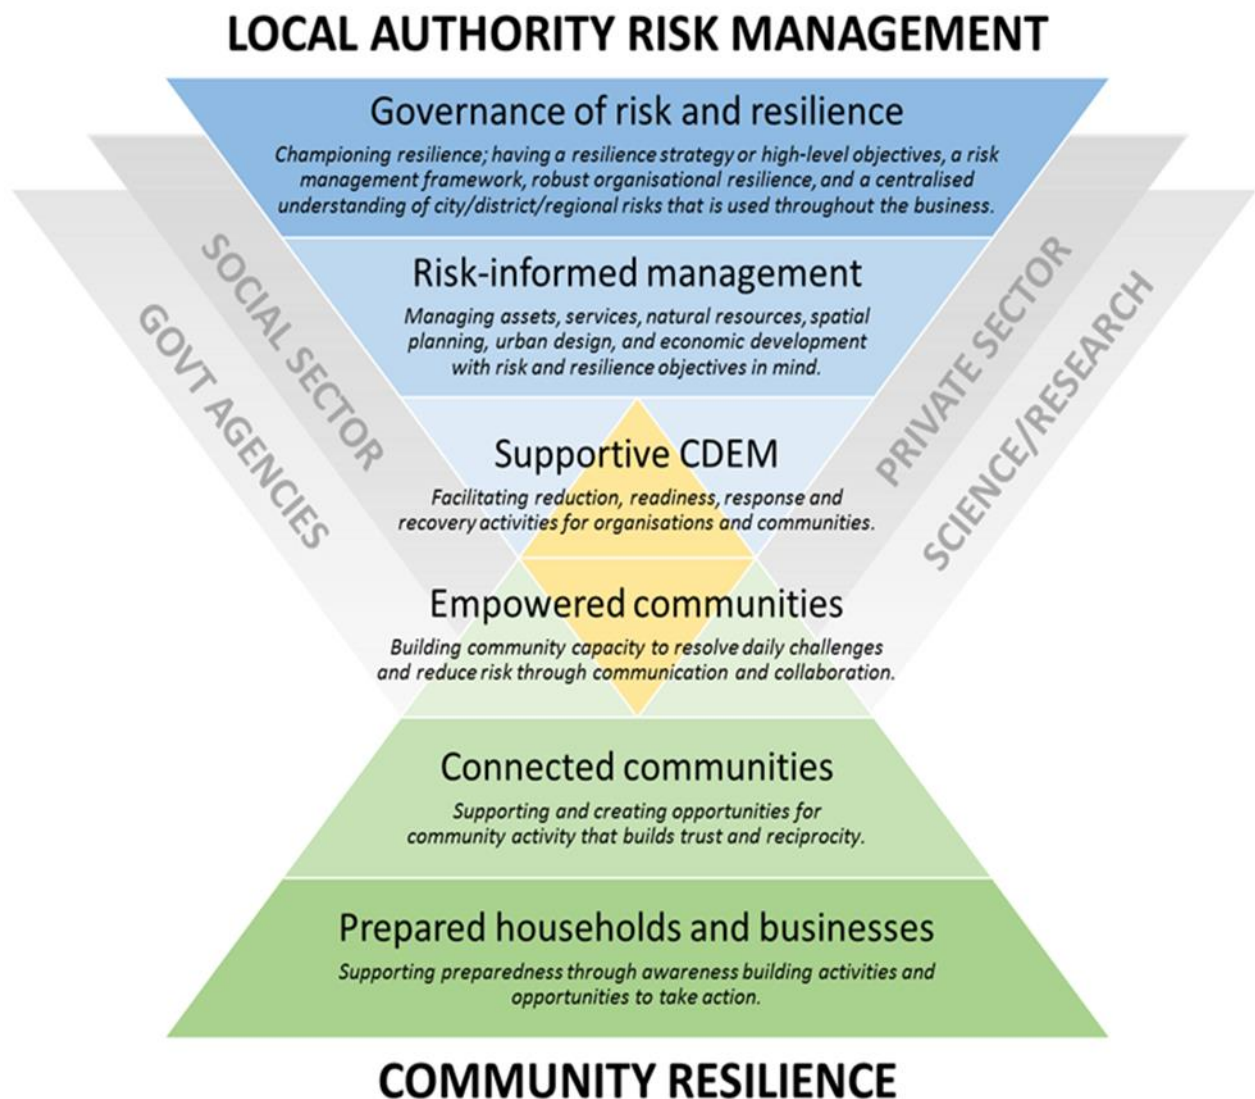 LOCAL AUTHORITY RISK MANAGEMENT
Governance of risk and resilience
Championing resilience; having a resilience strategy or high-level objectives, a risk
management framework, robust organisational resilience, and a centralised
understanding of city/district/regional risks that is used throughout the business.
Risk-informed management
Managing assets, services, natural resources, spatial
planning, urban design, and economic development
with risk and resilience objectives in mind.
SOCIAL SECTOR
GOVT AGENCIES
PRIVATE SECTOR
SCIENCE/RESEARCH
Supportive CDEM
Facilitating reduction, readiness, response and
recovery activities for organisations and communities.
Empowered communities
Building community capacity to resolve daily challenges
and reduce risk through communication and collaboration.
Connected communities
Supporting and creating opportunities for
community activity that builds trust and reciprocity.
Prepared households and businesses
Supporting preparedness through awareness building activities and
opportunities to take action.
COMMUNITY RESILIENCE